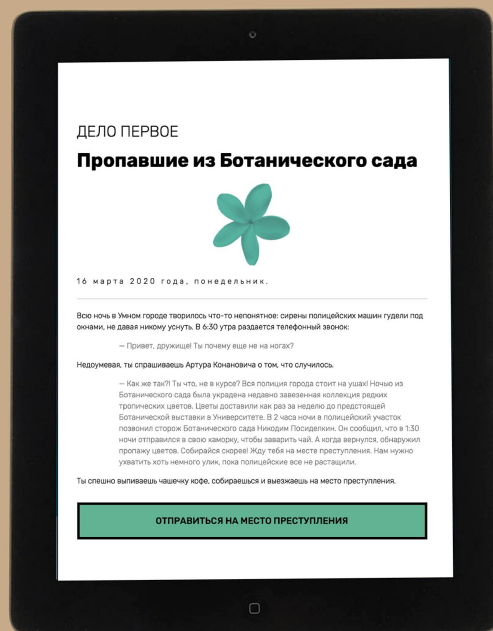 ДЕЛО ПЕРВОЕ
Пропавшие из Ботанического сада
16 марта 2020 года, понедельник.
Всю ночь в Умном городе творилось что-то непонятное: сирены полицейских машин гудели под
окнами, не давая никому уснуть. В 6:30 утра раздается телефонный звонок:
— Привет, дружище! Ты почему еще не на ногах?
Недоумевая, ты спрашиваешь Артура Конановича о том, что случилось.
— Как же так?! Ты что, не в курсе? Вся полиция города стоит на ушах! Ночью из
Ботанического сада была украдена недавно завезенная коллекция редких
тропических цветов. Цветы доставили как раз за неделю до предстоящей
Ботанической выставки в Университете. В 2 часа ночи в полицейский участок
позвонил сторож Ботанического сада Никодим Посиделкин. Он сообщил, что в 1:30
ночи отправился в свою каморку, чтобы заварить чай. А когда вернулся, обнаружил
пропажу цветов. Собирайся скорее! Жду тебя на месте преступления. Нам нужно
ухватить хоть немного улик, пока полицейские все не растащили.
Ты спешно выпиваешь чашечку кофе, собираешься и выезжаешь на место преступления.
ОТПРАВИТЬСЯ НА МЕСТО ПРЕСТУПЛЕНИЯ